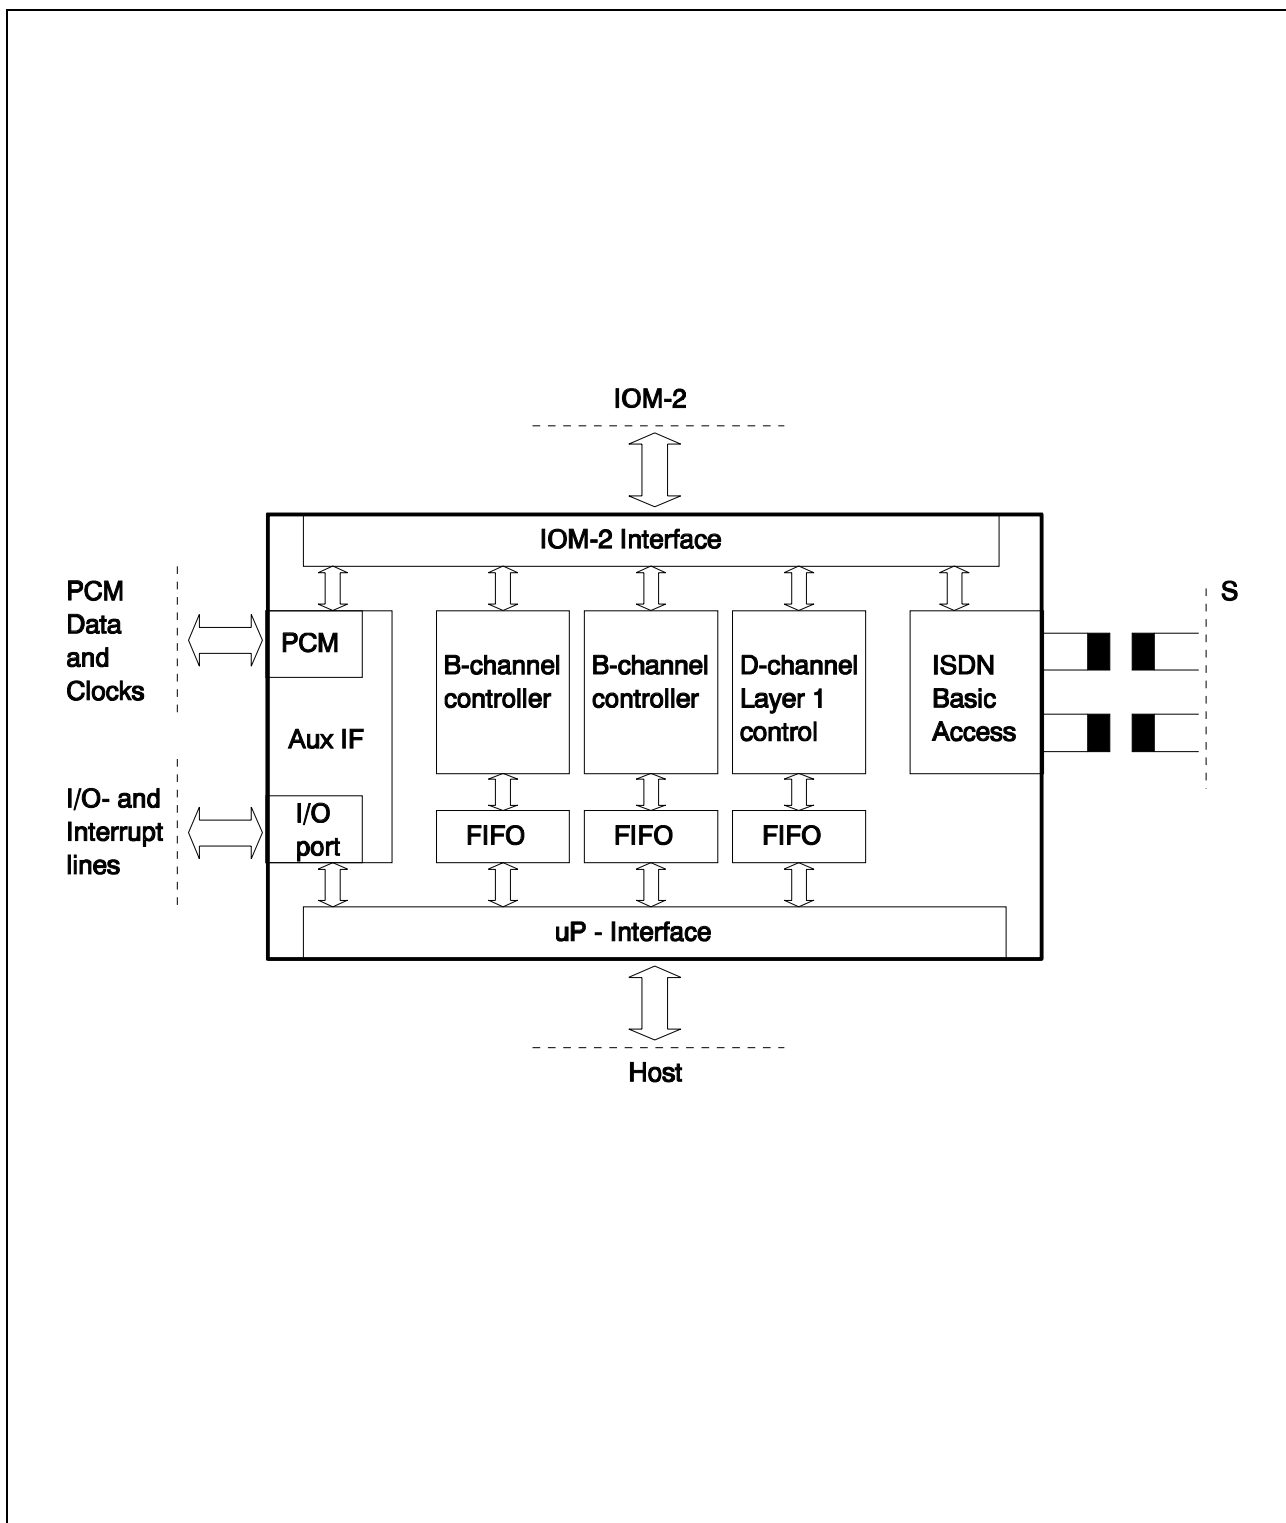 IOM-2
IOM-2 Interface
PCM
Data
and
Clocks
S
PCM
B-channel
controller
B-channel
controller
D-channel
Layer 1
control
ISDN
Basic
Access
Aux IF
I/O- and
Interrupt
lines
I/O
port
FIFO
FIFO
FIFO
uP - Interface
Host